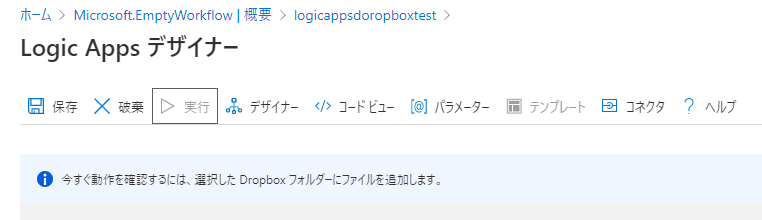 ホーム > Microsoft.EmptyWorkflow | 概要 > logicappsdoropboxtest >
Logic Apps デザイナー
保存 破棄 実行 デザイナー </> コード ビュー [@] パラメーター テンプレート コネクタ ? ヘルプ
今すぐ動作を確認するには、選択した Dropbox フォルダーにファイルを追加します。